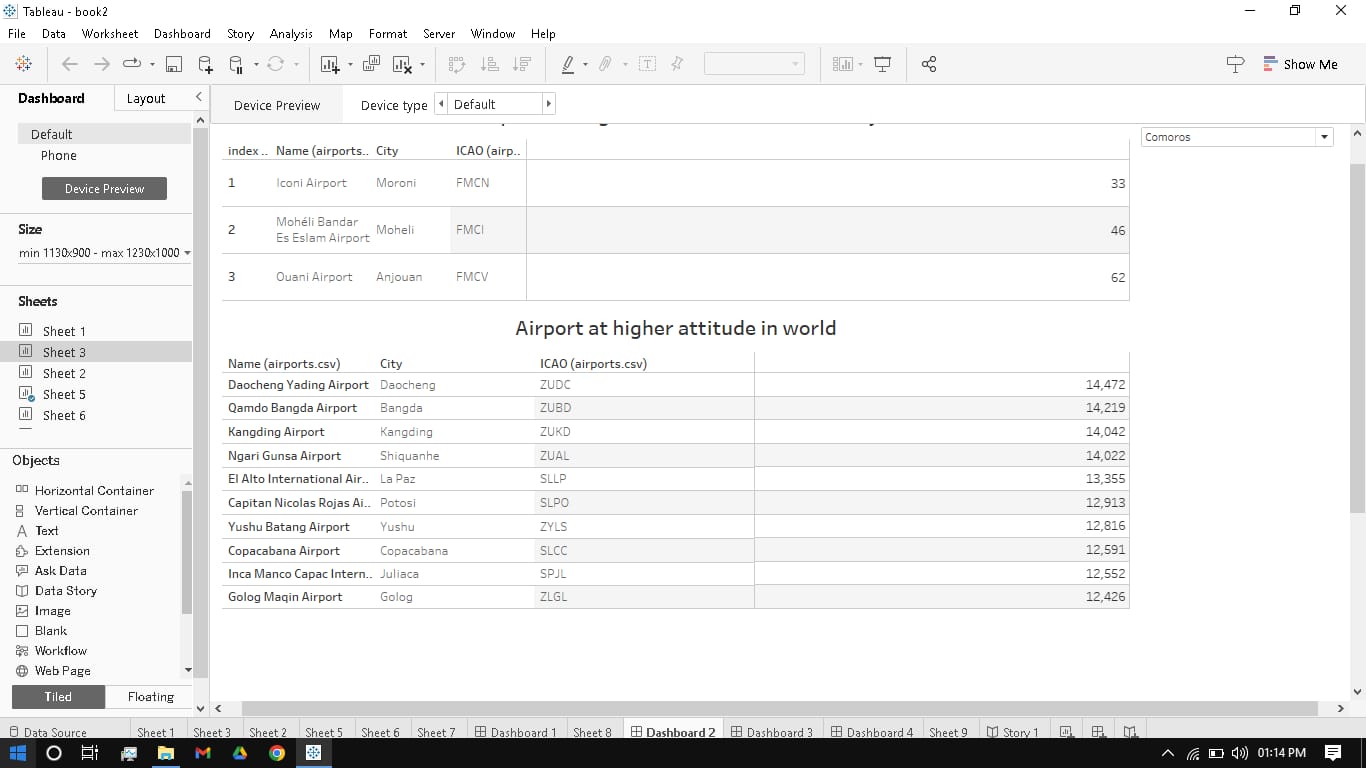 Tableau - book2
File Data Worksheet Dashboard Story Analysis Map Format Server Window Help
Show Me
Dashboard Layout
Device Preview Device type Default
Default
Phone
Device Preview
Size
min 1130x900 - max 1230x1000
Sheets
Sheet 1
Sheet 3
Sheet 2
Sheet 5
Sheet 6
Objects
Horizontal Container
Vertical Container
Text
Extension
Ask Data
Data Story
Image
Blank
Workflow
Web Page
Tiled Floating
Comoros
index .. Name (airports.. City ICAO (airp..
1 Iconi Airport Moroni FMCN 33
2 Mohéli Bandar Es Eslam Airport Moheli FMCI 46
3 Ouani Airport Anjouan FMCV 62
Airport at higher attitude in world
Name (airports.csv) City ICAO (airports.csv)
Daocheng Yading Airport Daocheng ZUDC 14,472
Qamdo Bangda Airport Bangda ZUBD 14,219
Kangding Airport Kangding ZUKD 14,042
Ngari Gunsa Airport Shiquanhe ZUAL 14,022
El Alto International Air.. La Paz SLLP 13,355
Capitan Nicolas Rojas Ai.. Potosi SLPO 12,913
Yushu Batang Airport Yushu ZYLS 12,816
Copacabana Airport Copacabana SLCC 12,591
Inca Manco Capac Intern.. Juliaca SPJL 12,552
Golog Maqin Airport Golog ZLGL 12,426
Data Source Sheet 1 Sheet 3 Sheet 2 Sheet 5 Sheet 6 Sheet 7 Dashboard 1 Sheet 8 Dashboard 2 Dashboard 3 Dashboard 4 Sheet 9 Story 1
01:14 PM